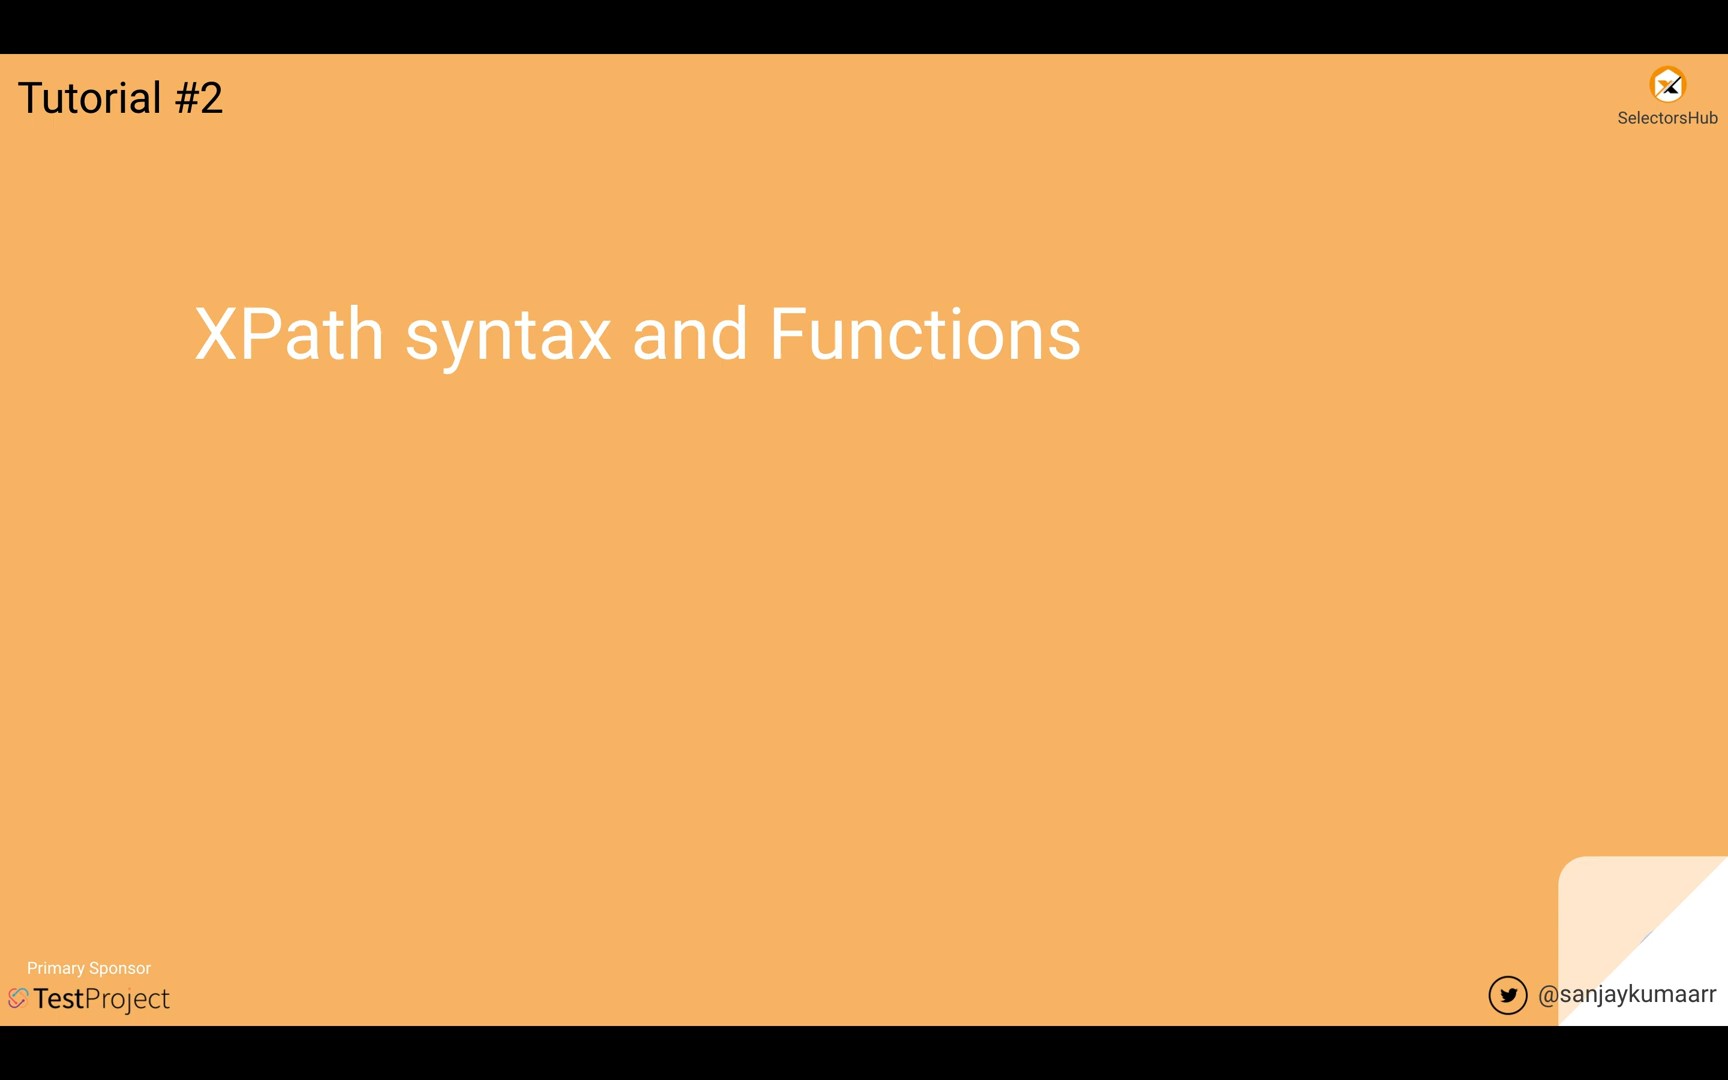 Tutorial #2
SelectorsHub
XPath syntax and Functions
Primary Sponsor
TestProject
@sanjaykumaarr